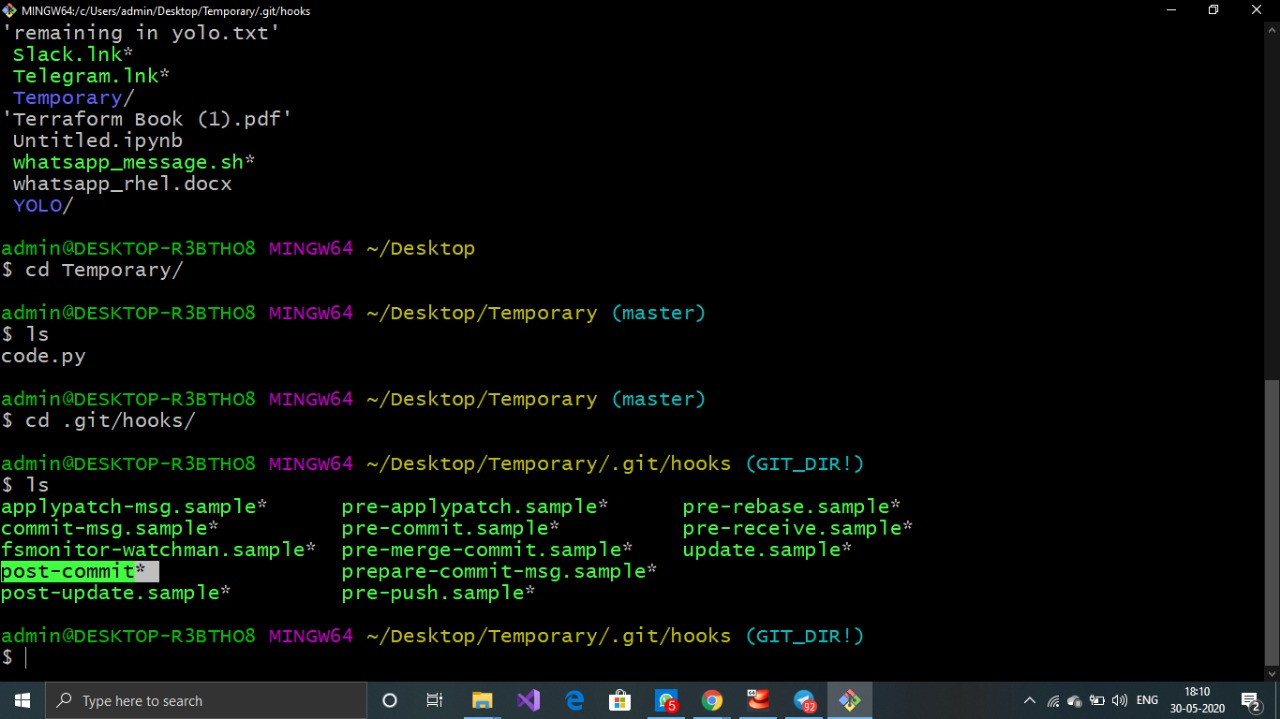 MINGW64:/c/Users/admin/Desktop/Temporary/.git/hooks
'remaining in yolo.txt'
Slack.lnk*
Telegram.lnk*
Temporary/
'Terraform Book (1).pdf'
Untitled.ipynb
whatsapp_message.sh*
whatsapp_rhel.docx
YOLO/
admin@DESKTOP-R3BTHO8 MINGW64 ~/Desktop
$ cd Temporary/
admin@DESKTOP-R3BTHO8 MINGW64 ~/Desktop/Temporary (master)
$ ls
code.py
admin@DESKTOP-R3BTHO8 MINGW64 ~/Desktop/Temporary (master)
$ cd .git/hooks/
admin@DESKTOP-R3BTHO8 MINGW64 ~/Desktop/Temporary/.git/hooks (GIT_DIR!)
$ ls
applypatch-msg.sample* pre-applypatch.sample* pre-rebase.sample*
commit-msg.sample* pre-commit.sample* pre-receive.sample*
fsmonitor-watchman.sample* pre-merge-commit.sample* update.sample*
post-commit* prepare-commit-msg.sample*
post-update.sample* pre-push.sample*
admin@DESKTOP-R3BTHO8 MINGW64 ~/Desktop/Temporary/.git/hooks (GIT_DIR!)
$
Type here to search 5 92 ENG 18:10
30-05-2020 2